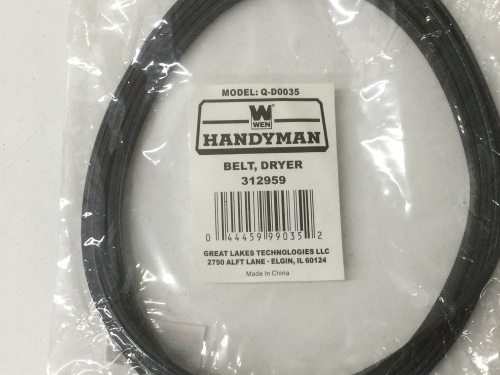 MODEL: Q-D0035
W
WEN
HANDYMAN
BELT, DRYER
312959
0 44459 99035 2
GREAT LAKES TECHNOLOGIES LLC
2750 ALFT LANE · ELGIN, IL 60124
Made In China